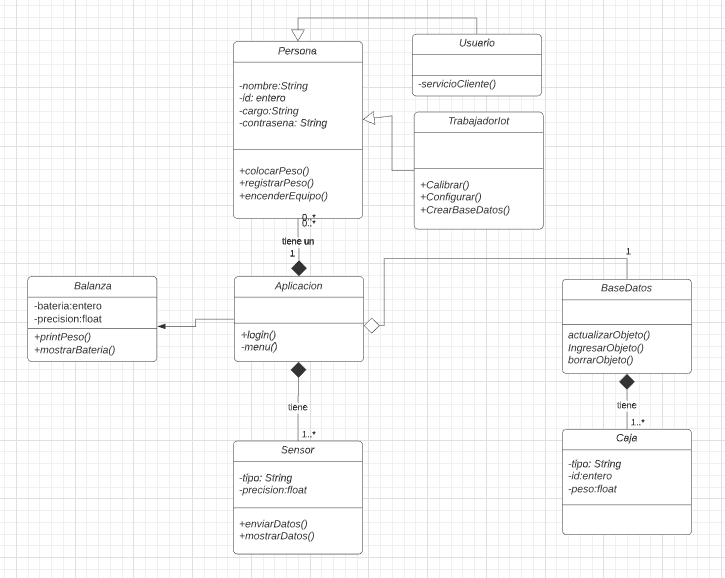 Persona
-nombre:String
-id: entero
-cargo:String
-contrasena: String
+colocarPeso()
+registrarPeso()
+encenderEquipo()
Usuario
-servicioCliente()
TrabajadorIot
+Calibrar()
+Configurar()
+CrearBaseDatos()
0..*
0..*
tiene un
1
Balanza
-bateria:entero
-precision:float
+printPeso()
+mostrarBateria()
Aplicacion
+login()
-menu()
1
BaseDatos
actualizarObjeto()
IngresarObjeto()
borrarObjeto()
tiene
1..*
Sensor
-tipo: String
-precision:float
+enviarDatos()
+mostrarDatos()
tiene
1..*
Caja
-tipo: String
-id:entero
-peso:float